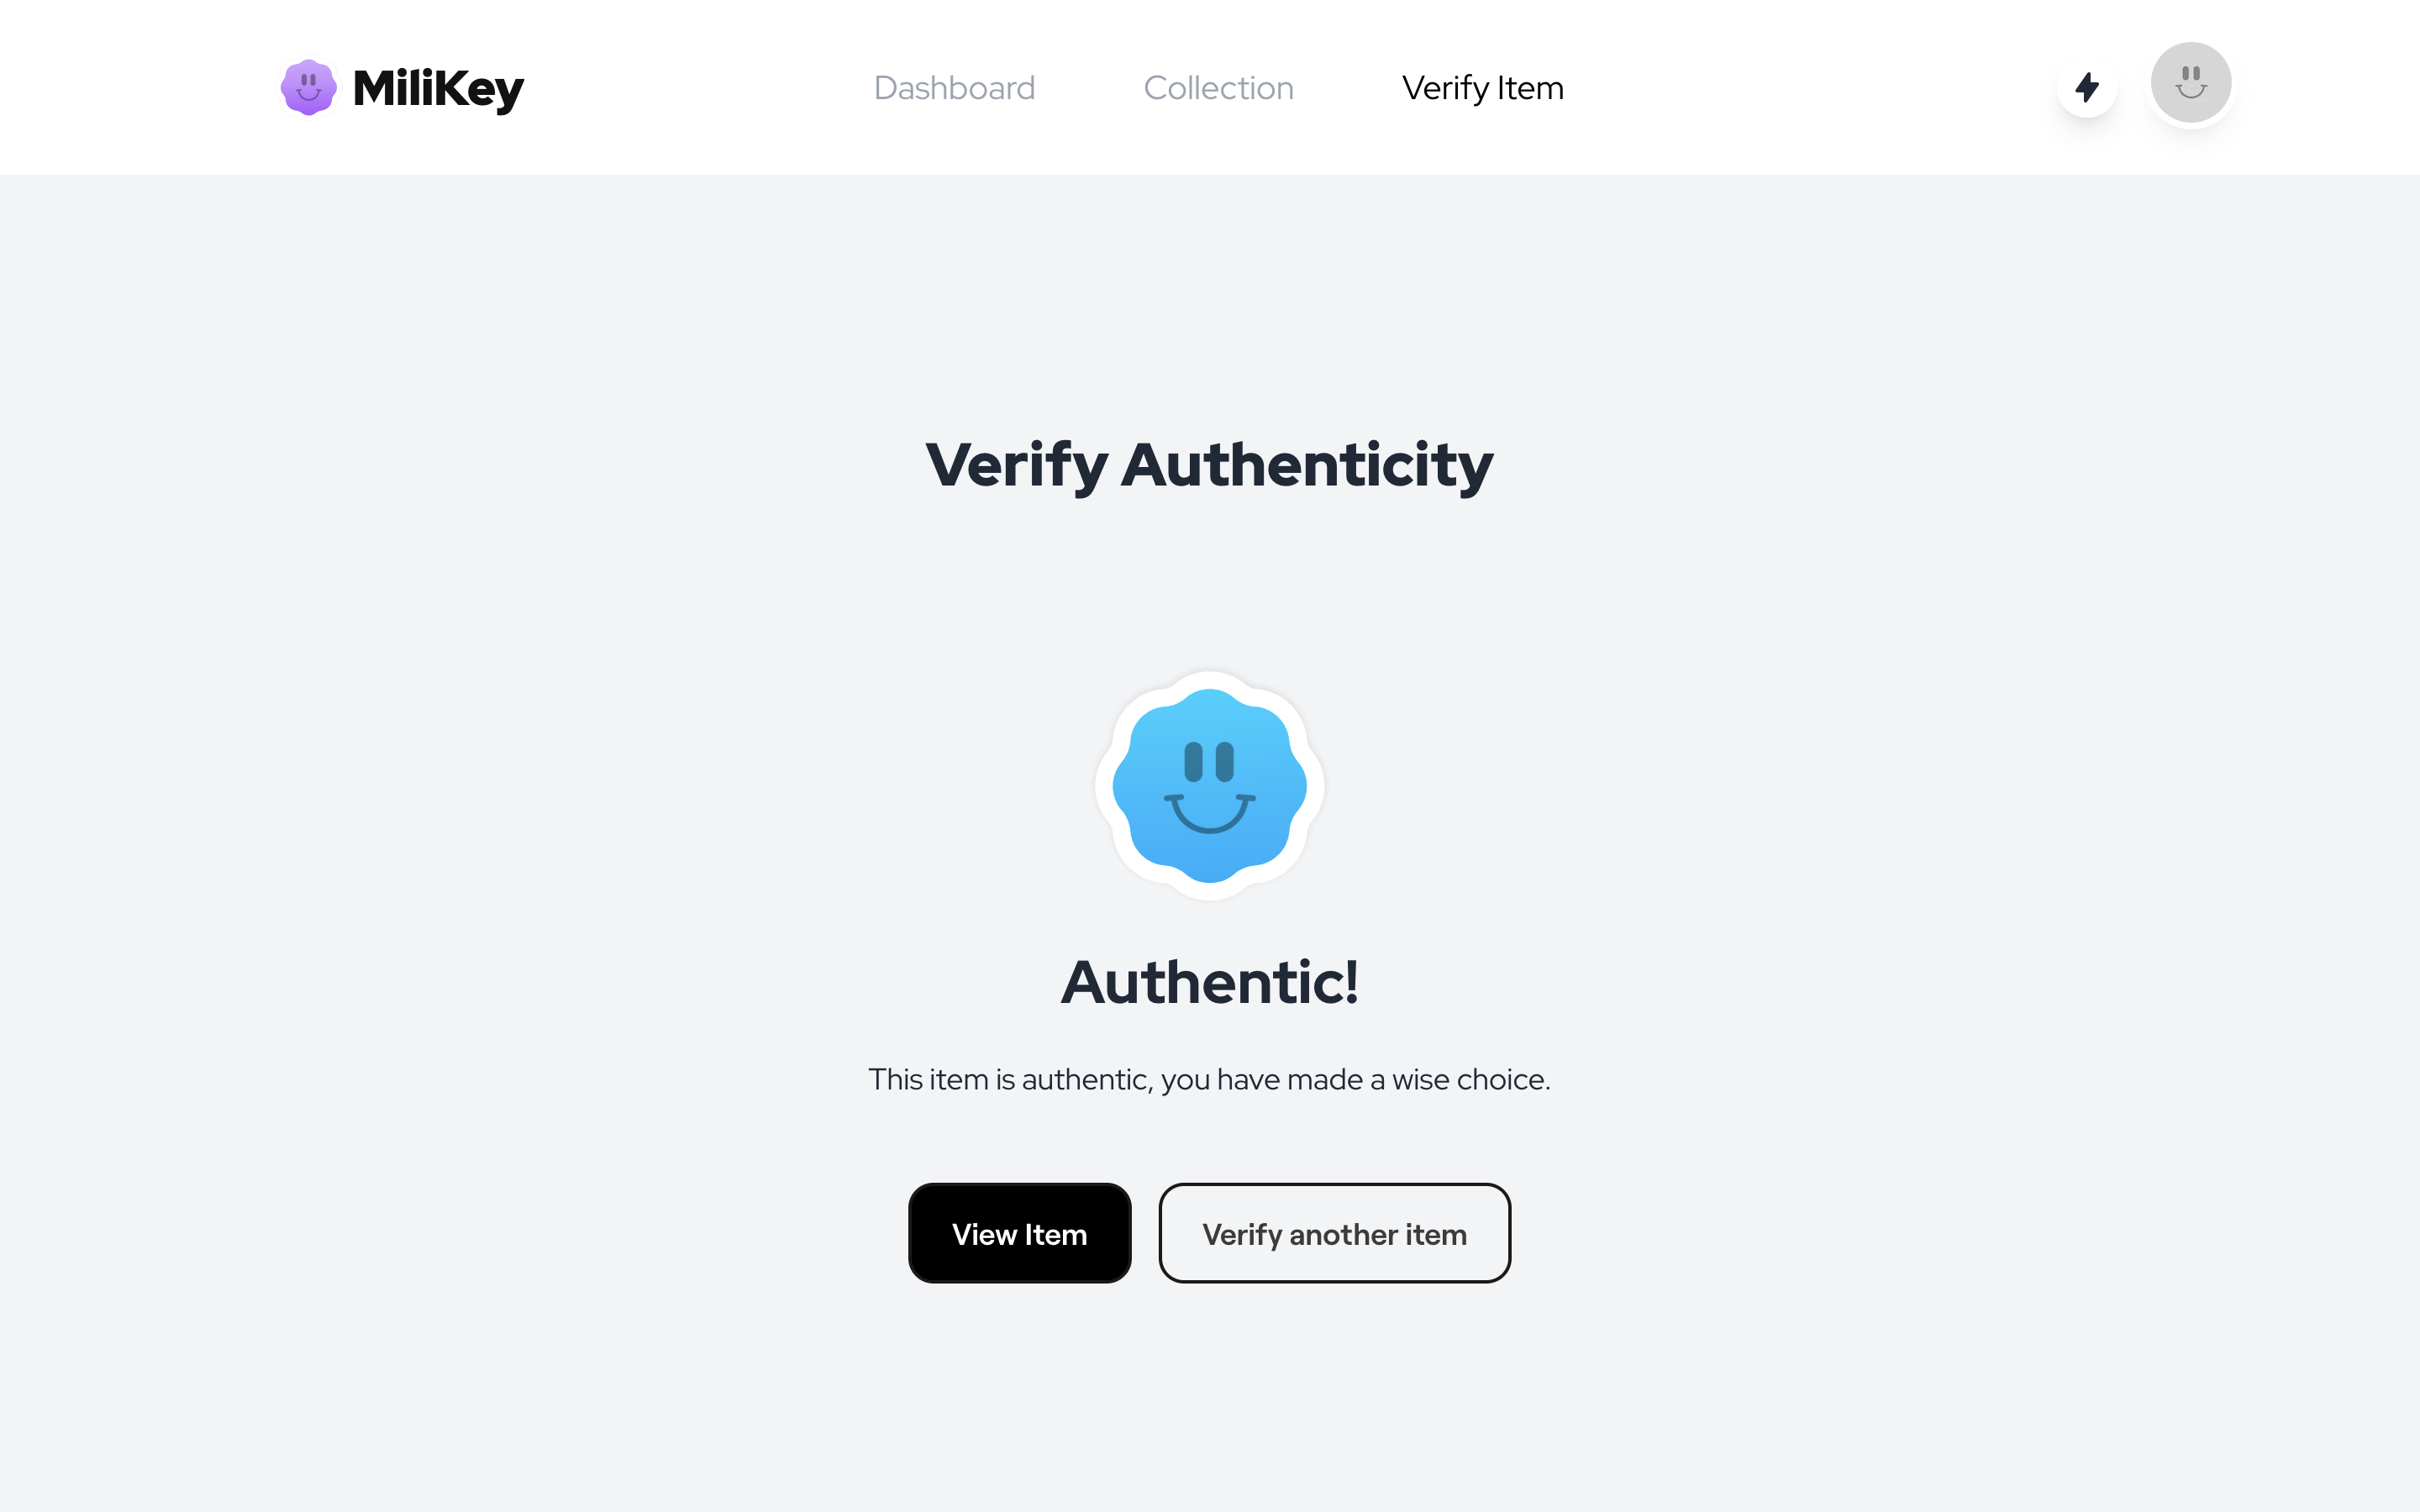 MiliKey
Dashboard
Collection
Verify Item
Verify Authenticity
Authentic!
This item is authentic, you have made a wise choice.
View Item
Verify another item